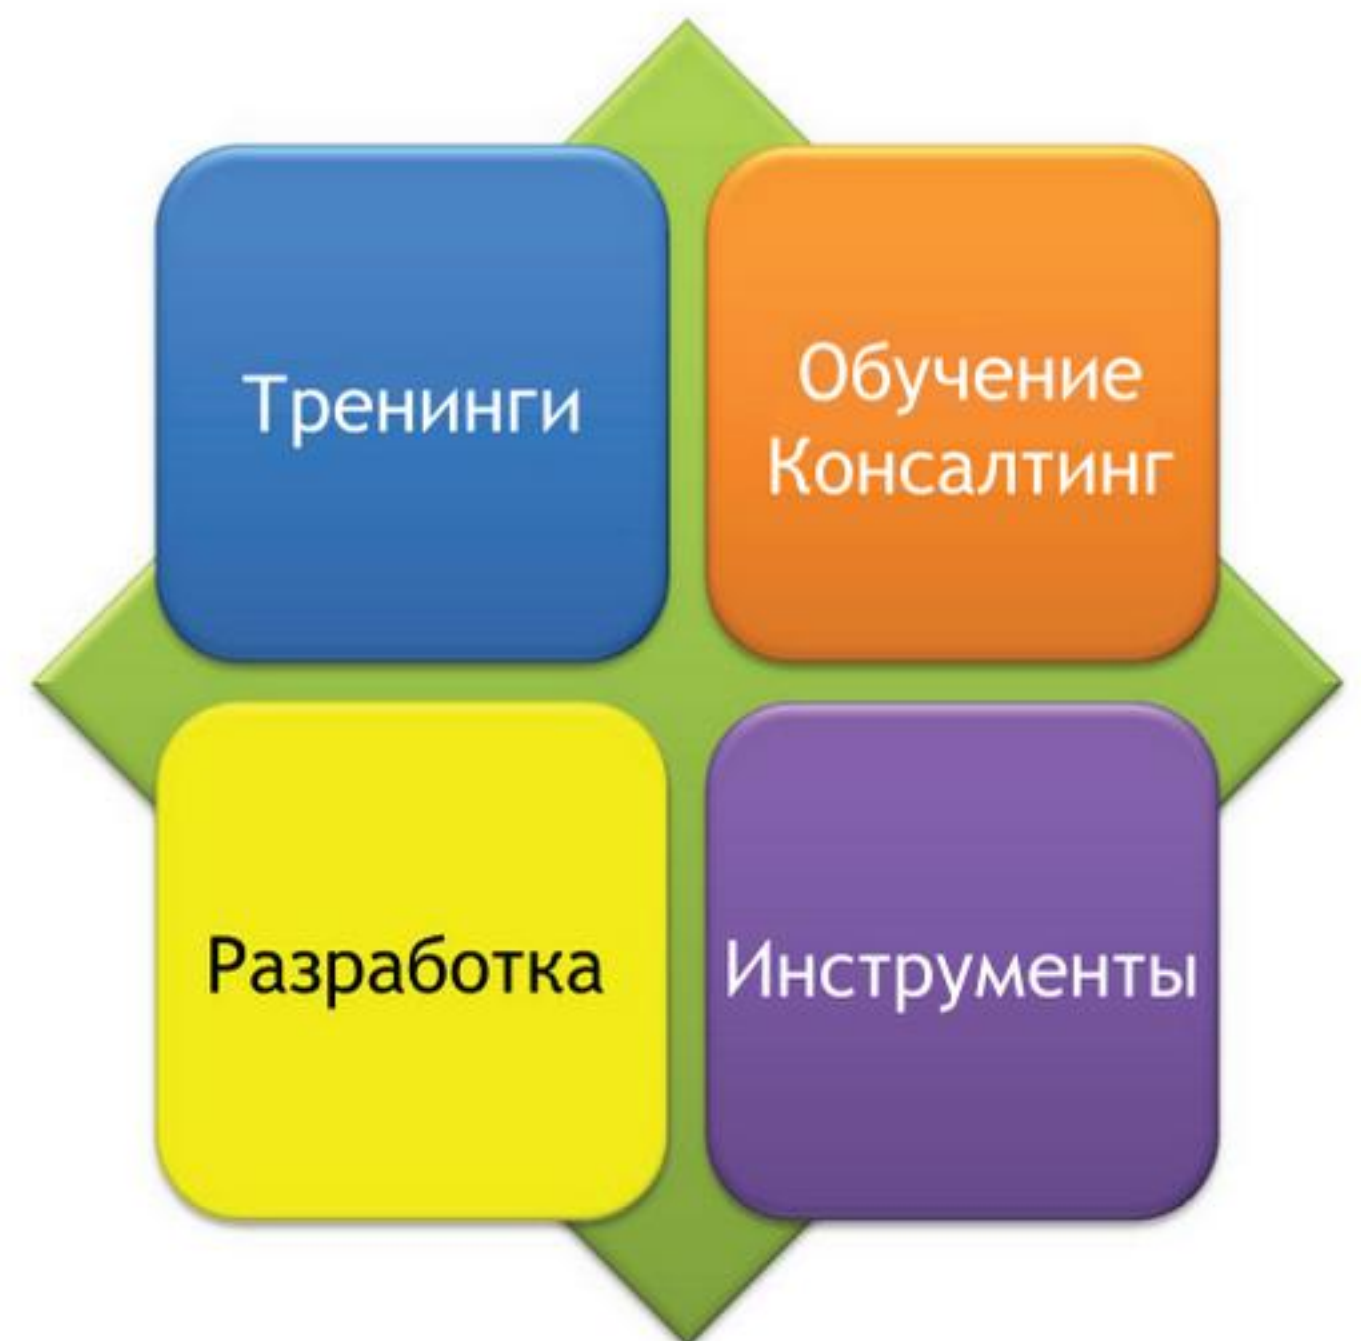 Тренинги
Обучение
Консалтинг
Разработка
Инструменты